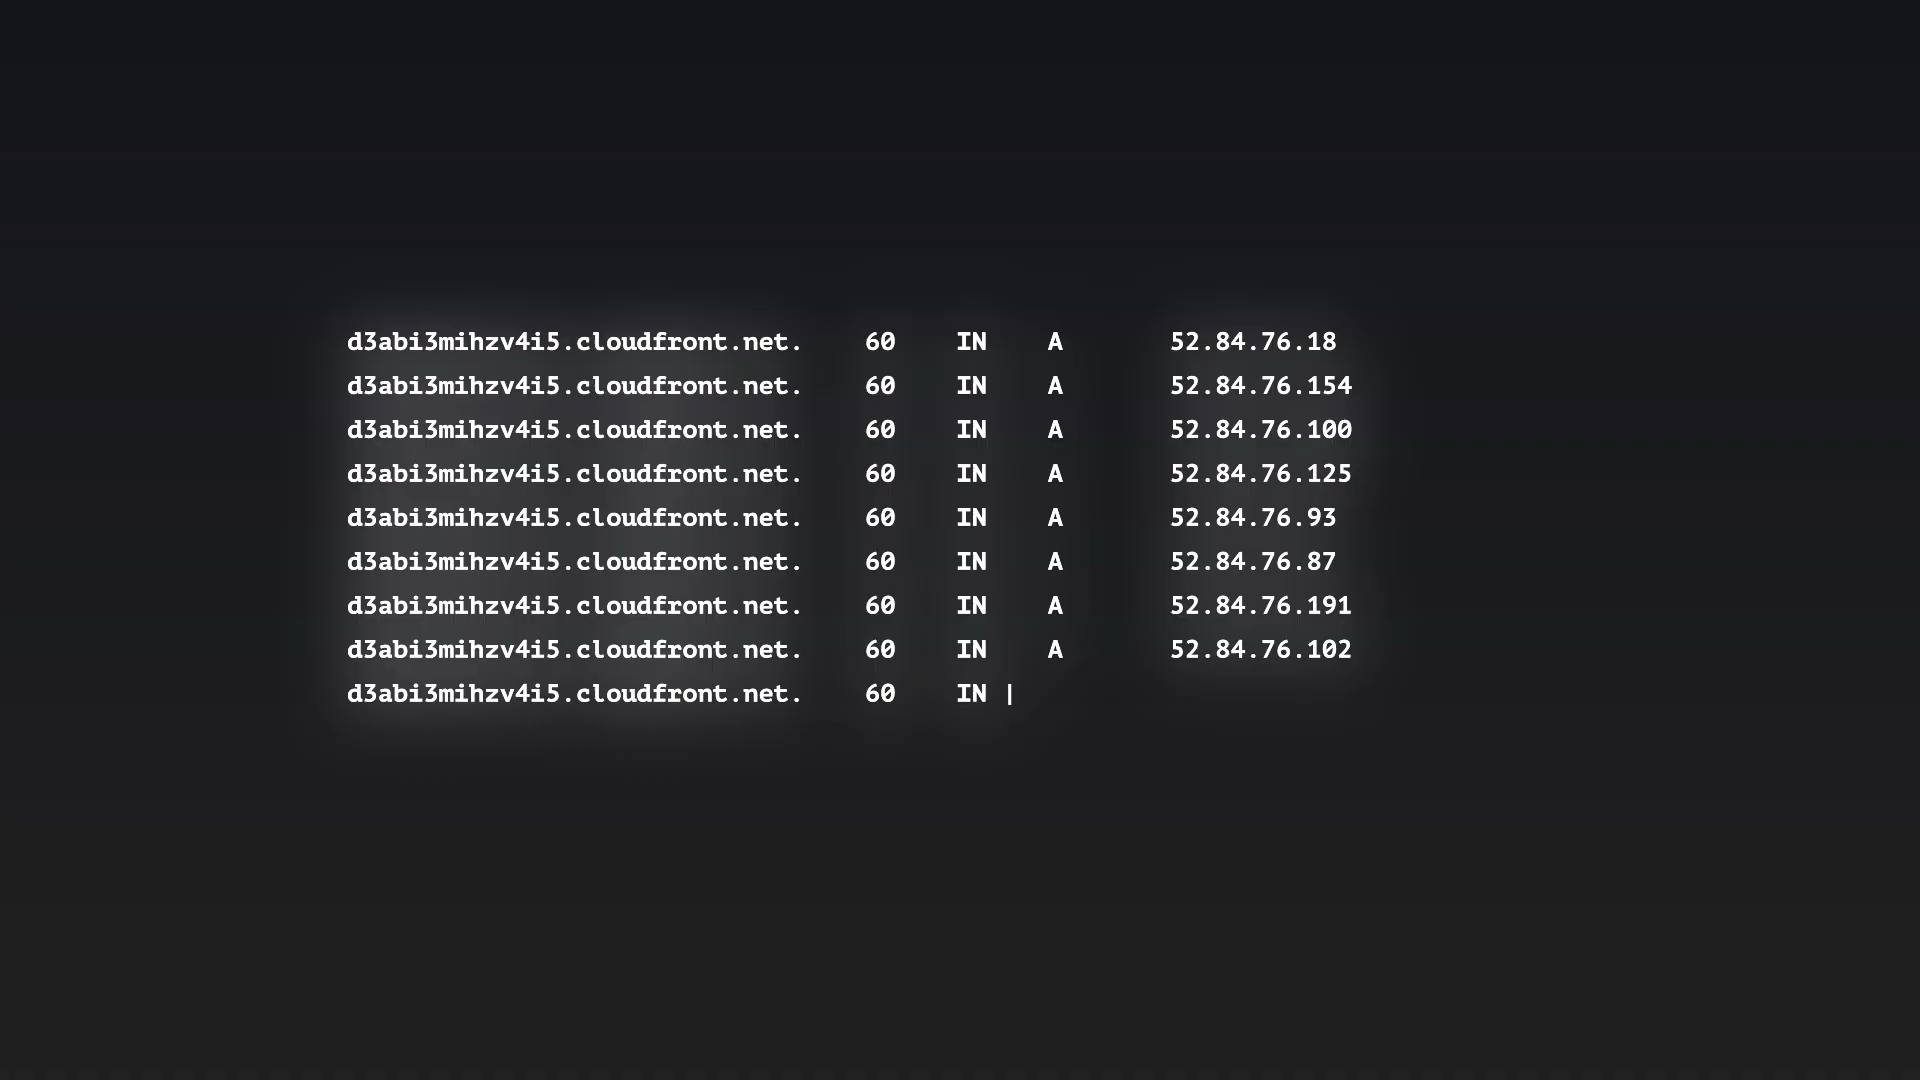 d3abi3mihzv4i5.cloudfront.net. 60 IN A 52.84.76.18
d3abi3mihzv4i5.cloudfront.net. 60 IN A 52.84.76.154
d3abi3mihzv4i5.cloudfront.net. 60 IN A 52.84.76.100
d3abi3mihzv4i5.cloudfront.net. 60 IN A 52.84.76.125
d3abi3mihzv4i5.cloudfront.net. 60 IN A 52.84.76.93
d3abi3mihzv4i5.cloudfront.net. 60 IN A 52.84.76.87
d3abi3mihzv4i5.cloudfront.net. 60 IN A 52.84.76.191
d3abi3mihzv4i5.cloudfront.net. 60 IN A 52.84.76.102
d3abi3mihzv4i5.cloudfront.net. 60 IN |